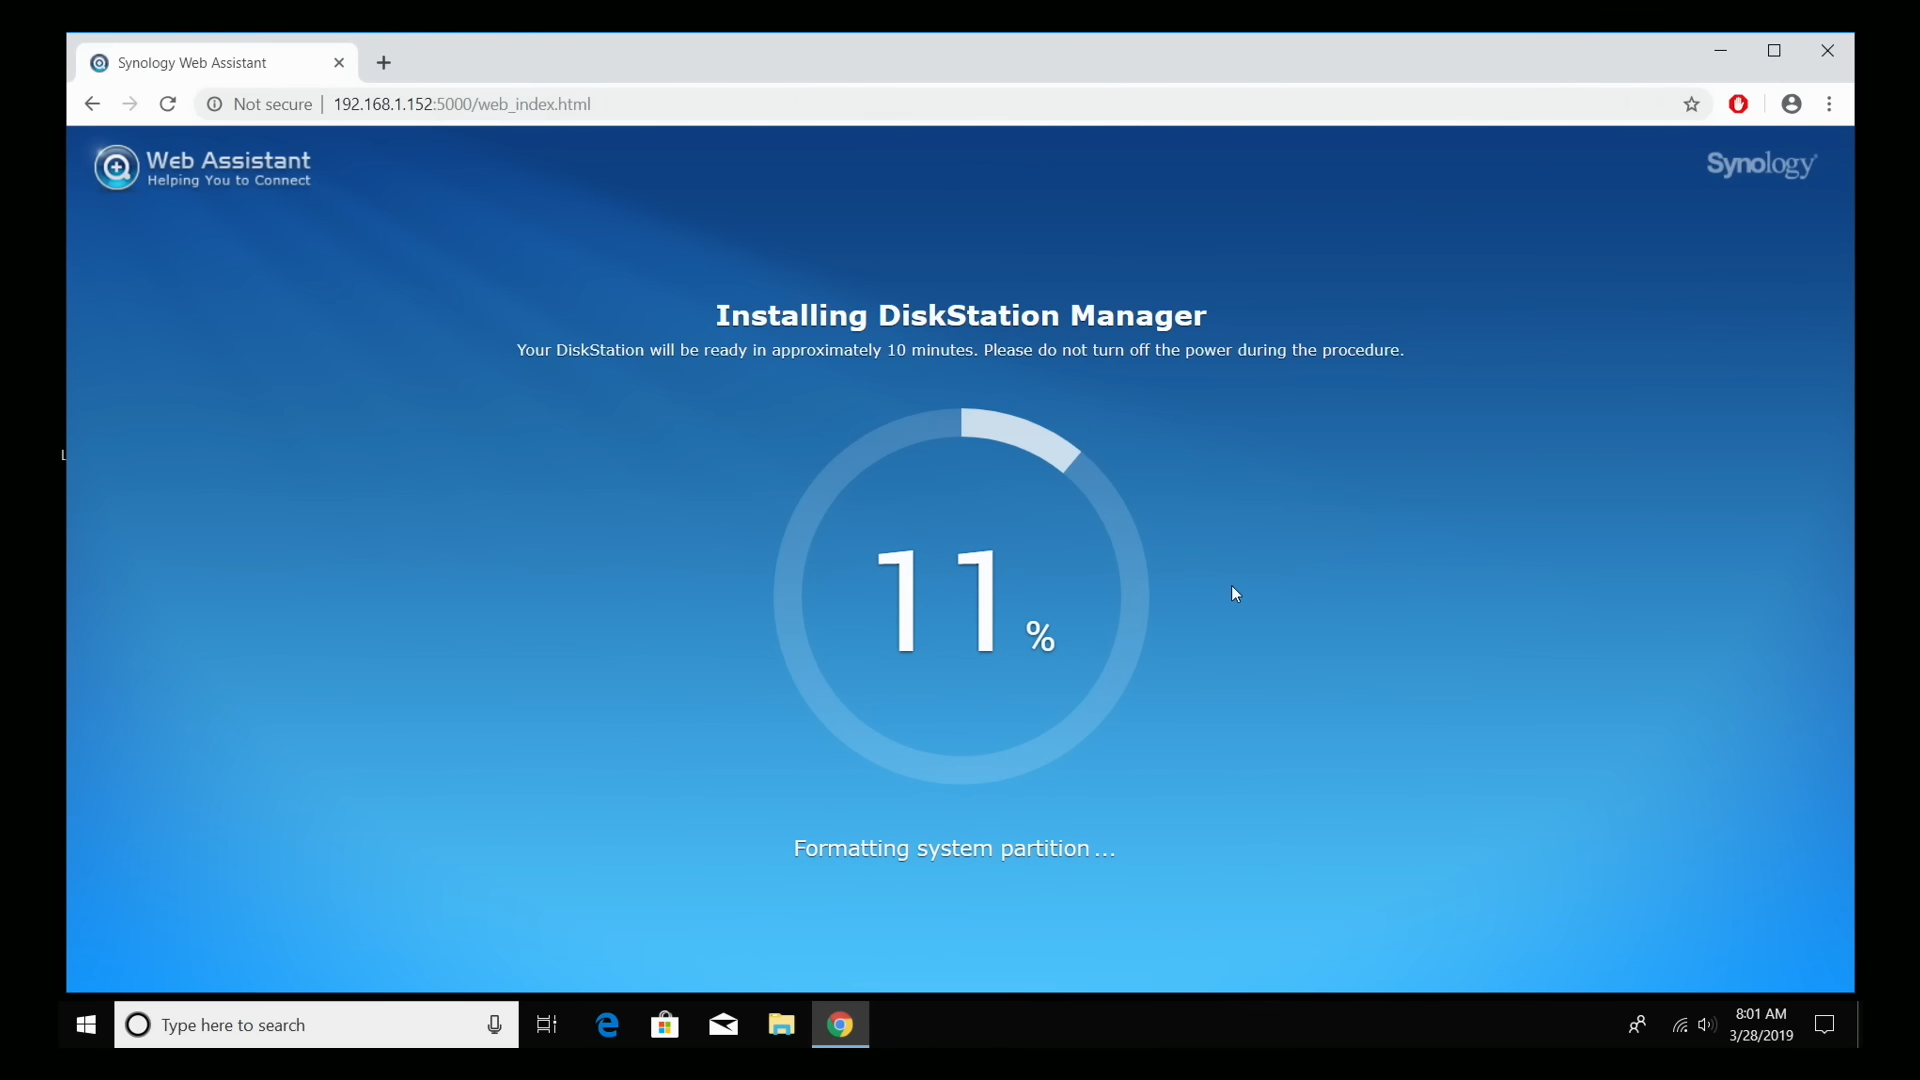 Synology Web Assistant
Not secure | 192.168.1.152:5000/web_index.html
Web Assistant
Helping You to Connect
Synology
Installing DiskStation Manager
Your DiskStation will be ready in approximately 10 minutes. Please do not turn off the power during the procedure.
L
11 %
Formatting system partition ...
Type here to search
8:01 AM
3/28/2019